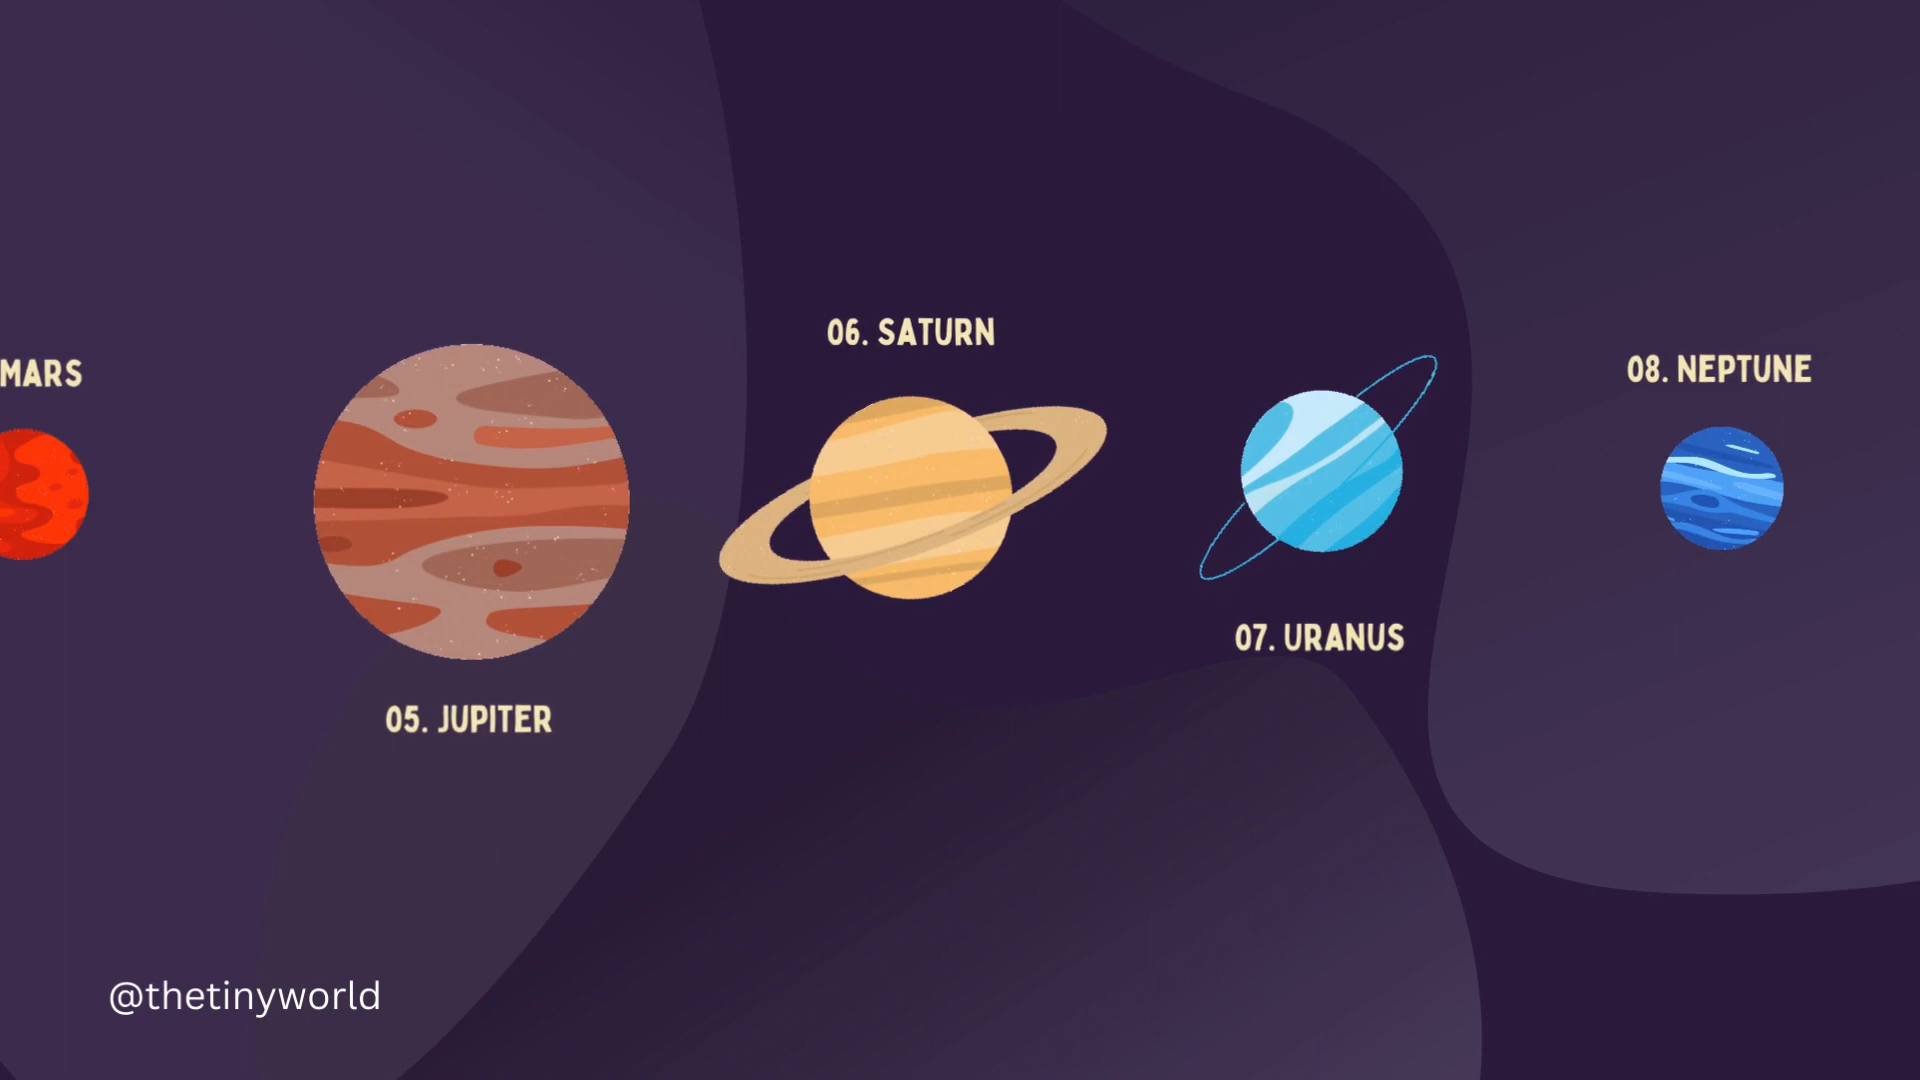 MARS
05. JUPITER
06. SATURN
07. URANUS
08. NEPTUNE
@thetinyworld